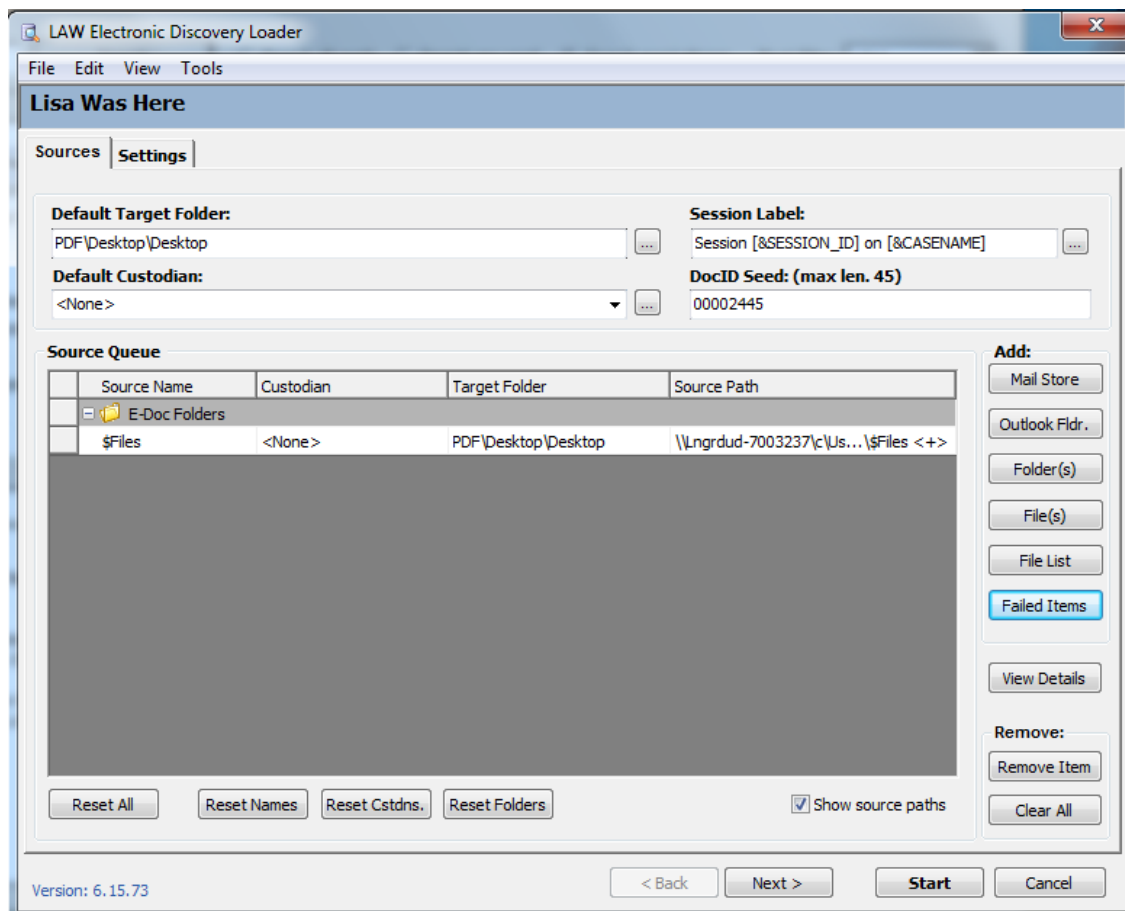 LAW Electronic Discovery Loader
File Edit View Tools
Lisa Was Here
Sources Settings
Default Target Folder: Session Label:
PDF\Desktop\Desktop ... Session [&SESSION_ID] on [&CASENAME] ...
Default Custodian: DocID Seed: (max len. 45)
<None> ... 00002445
Source Queue Add:
Source Name Custodian Target Folder Source Path Mail Store
E-Doc Folders Outlook Fldr.
$Files <None> PDF\Desktop\Desktop \\Lngrdud-7003237\c\Us...\$Files <+>
Folder(s)
File(s)
File List
Failed Items
View Details
Remove:
Remove Item
Reset All Reset Names Reset Cstdns. Reset Folders Show source paths Clear All
Version: 6.15.73 < Back Next > Start Cancel